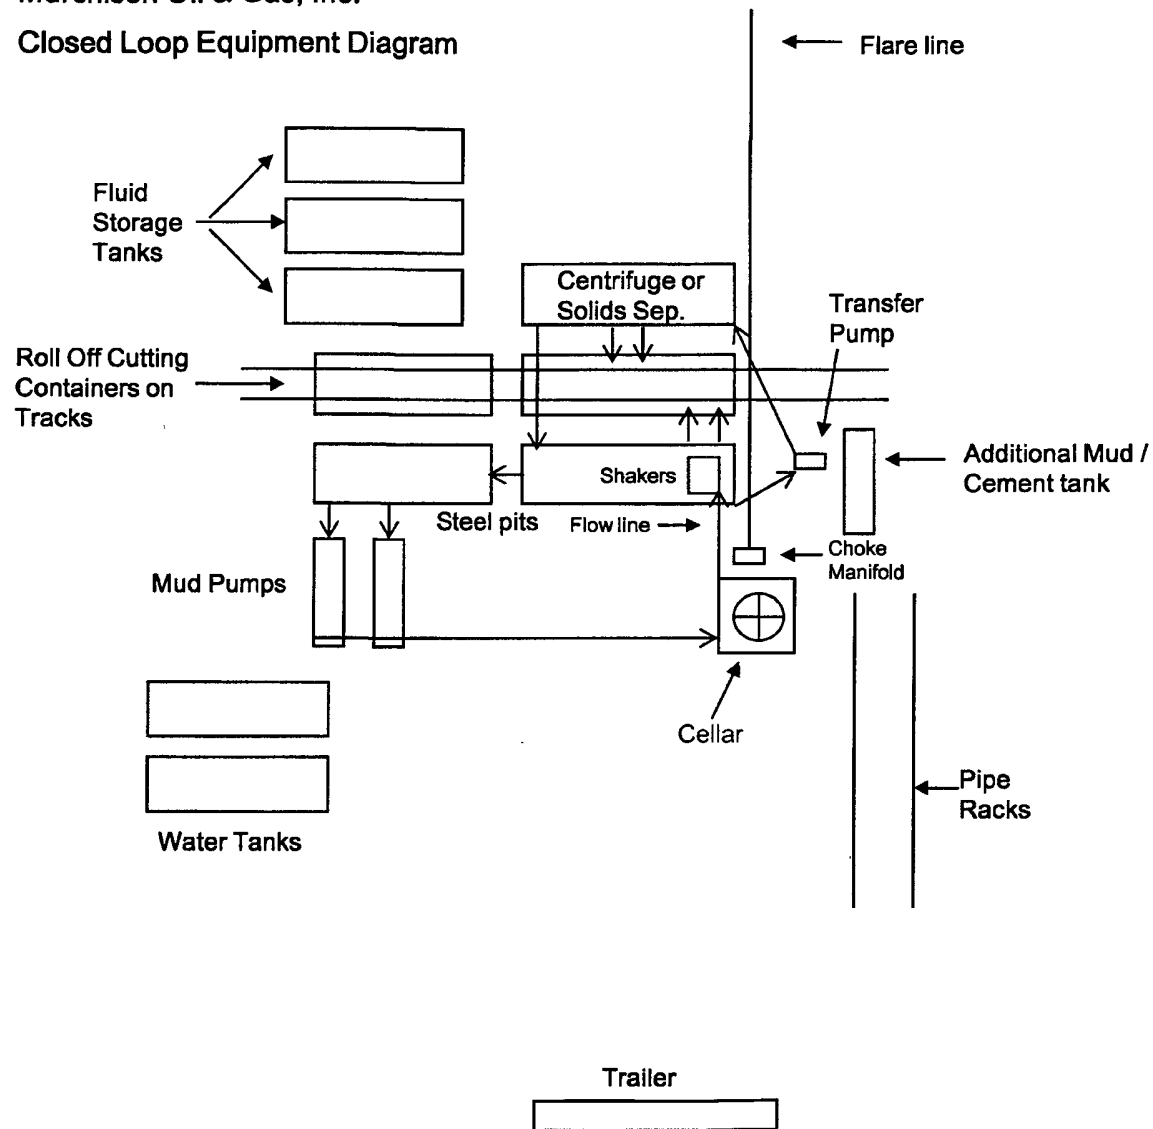 Closed Loop Equipment Diagram
Flare line
Fluid
Storage
Tanks
Centrifuge or
Solids Sep.
Transfer
Pump
Roll Off Cutting
Containers on
Tracks
Additional Mud /
Cement tank
Shakers
Steel pits
Flow line
Choke
Manifold
Mud Pumps
Cellar
Pipe
Racks
Water Tanks
Trailer